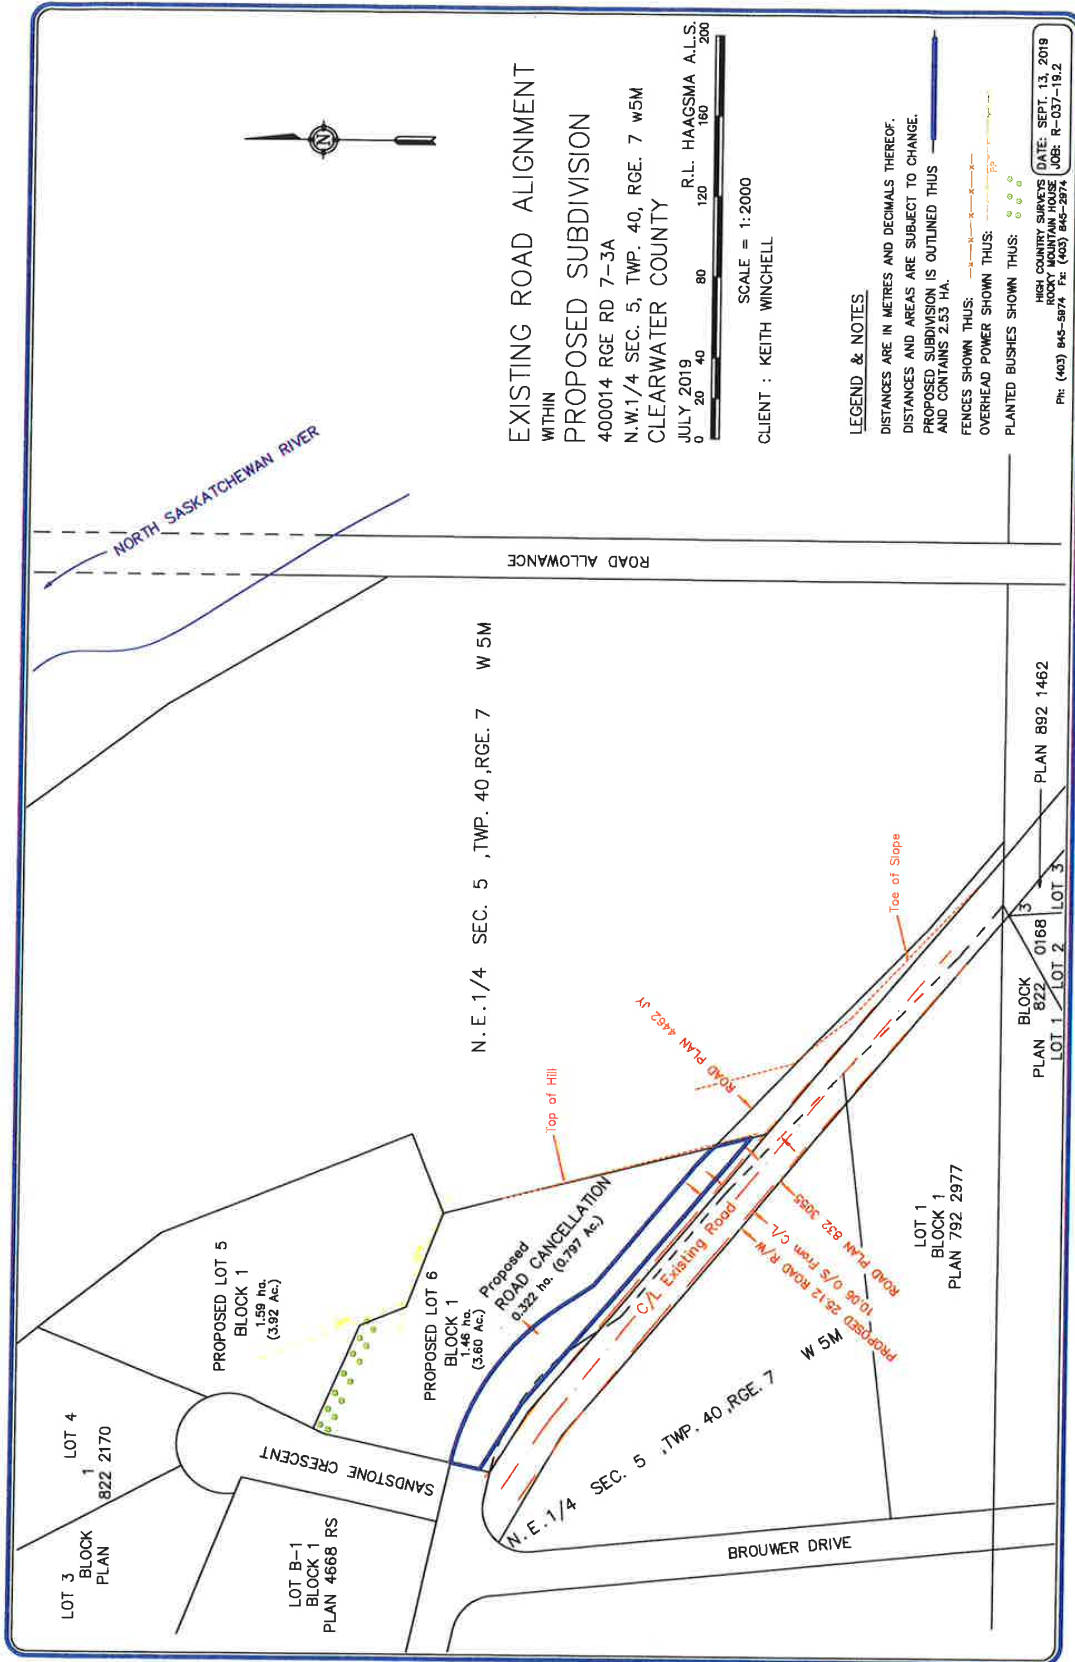 EXISTING ROAD ALIGNMENT
WITHIN
PROPOSED SUBDIVISION
400014 RGE RD 7-3A
N.W.1/4 SEC. 5, TWP. 40, RGE. 7 W5M
CLEARWATER COUNTY
JULY 2019 R.L. HAAGSMA A.L.S.
0 20 40 80 120 160 200
SCALE = 1:2000
CLIENT : KEITH WINCHELL
LEGEND & NOTES
DISTANCES ARE IN METRES AND DECIMALS THEREOF.
DISTANCES AND AREAS ARE SUBJECT TO CHANGE.
PROPOSED SUBDIVISION IS OUTLINED THUS
AND CONTAINS 2.53 HA.
FENCES SHOWN THUS:
OVERHEAD POWER SHOWN THUS:
PP
PLANTED BUSHES SHOWN THUS:
HIGH COUNTRY SURVEYS
ROCKY MOUNTAIN HOUSE
Ph: (403) 845-5974 Fx: (403) 845-2974
DATE: SEPT. 13, 2019
JOB: R-037-19.2
N
NORTH SASKATCHEWAN RIVER
ROAD ALLOWANCE
N.E.1/4 SEC. 5 ,TWP. 40,RGE. 7 W 5M
LOT 3
LOT 4
BLOCK 1
PLAN 822 2170
LOT B-1
BLOCK 1
PLAN 4668 RS
SANDSTONE CRESCENT
PROPOSED LOT 5
BLOCK 1
1.59 ha.
(3.92 Ac.)
PROPOSED LOT 6
BLOCK 1
1.46 ha.
(3.60 Ac.)
Proposed
ROAD CANCELLATION
0.322 ha. (0.797 Ac.)
Top of Hill
ROAD PLAN 4462 JY
Toe of Slope
C/L Existing Road
ROAD PLAN 832 3055
10.06 O/S From C/L
PROPOSED 25.12 ROAD R/W
N.E.1/4 SEC. 5 ,TWP. 40 ,RGE. 7 W 5M
BROUWER DRIVE
LOT 1
BLOCK 1
PLAN 792 2977
BLOCK 3
PLAN 822 0168
LOT 1 LOT 2 LOT 3
PLAN 892 1462